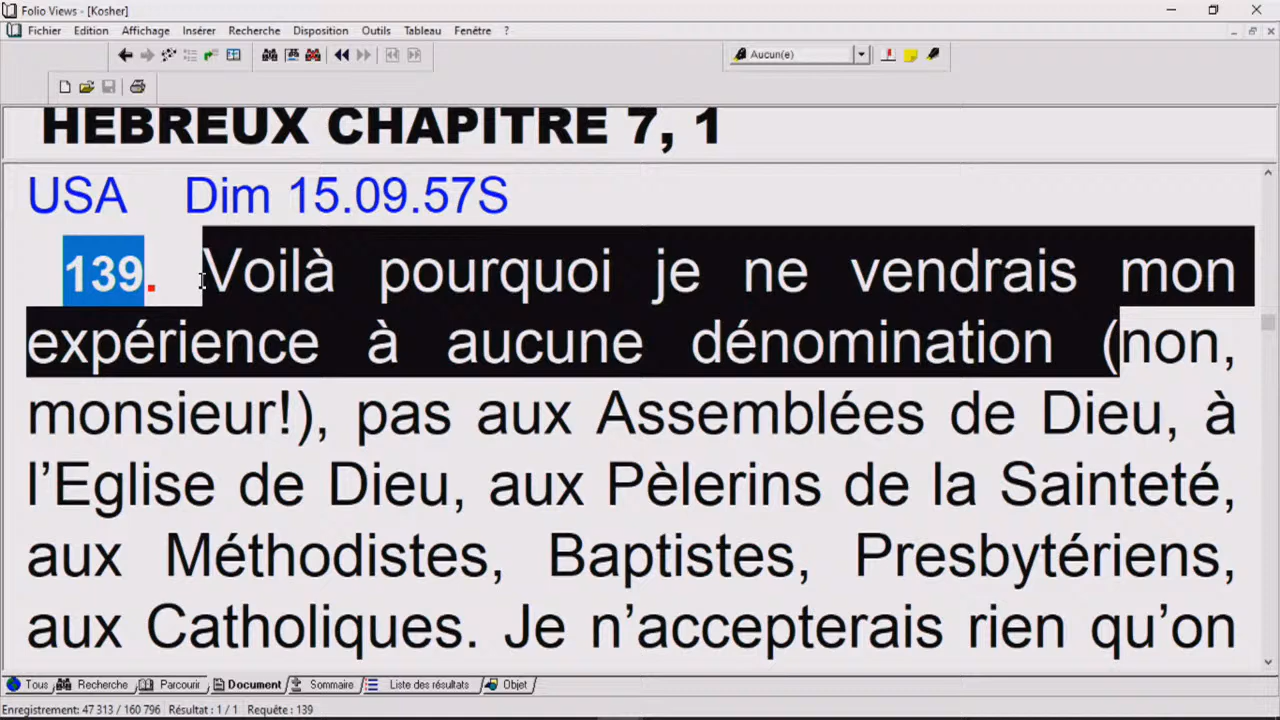 Folio Views - [Kosher]
Fichier Edition Affichage Insérer Recherche Disposition Outils Tableau Fenêtre ?
Aucun(e)
HEBREUX CHAPITRE 7, 1
USA Dim 15.09.57S
139. Voilà pourquoi je ne vendrais mon
expérience à aucune dénomination (non,
monsieur!), pas aux Assemblées de Dieu, à
l’Eglise de Dieu, aux Pèlerins de la Sainteté,
aux Méthodistes, Baptistes, Presbytériens,
aux Catholiques. Je n’accepterais rien qu’on
Tous Recherche Parcourir Document Sommaire Liste des résultats Objet
Enregistrement: 47 313 / 160 796 Résultat : 1 / 1 Requête : 139